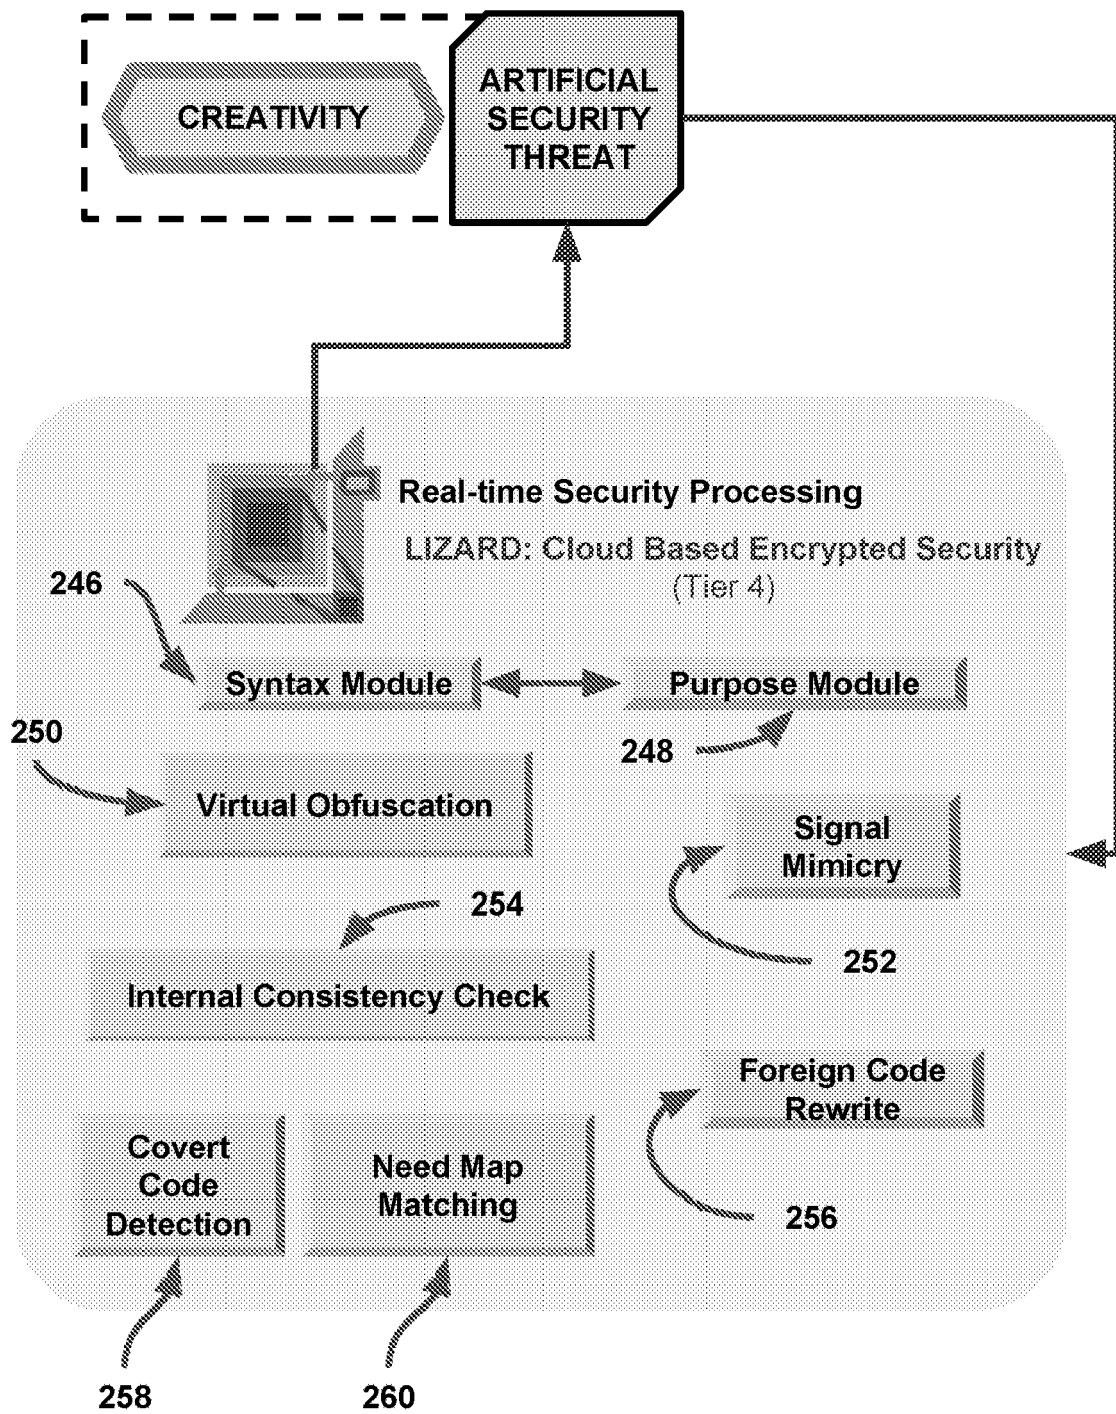 CREATIVITY
ARTIFICIAL
SECURITY
THREAT
Real-time Security Processing
LIZARD: Cloud Based Encrypted Security
(Tier 4)
246
Syntax Module
Purpose Module
250
248
Virtual Obfuscation
Signal
Mimicry
254
252
Internal Consistency Check
Foreign Code
Rewrite
Covert
Code
Detection
Need Map
Matching
256
258
260